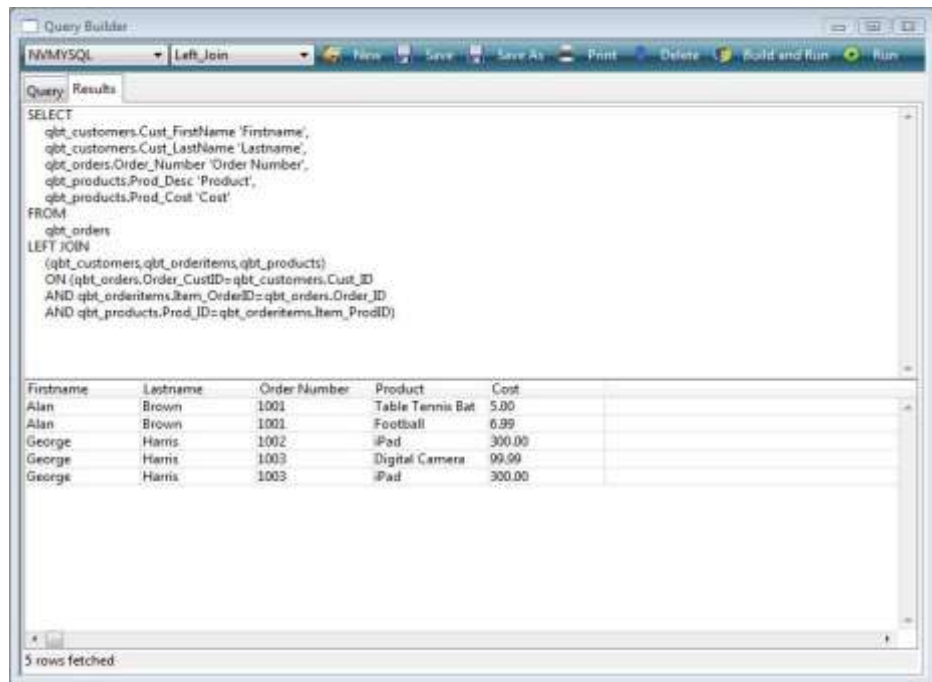 Query Builder
NVMYSQL Left_Join New Save Save As Print Delete Build and Run Run
Query Results
SELECT
qbt_customers.Cust_FirstName 'Firstname',
qbt_customers.Cust_LastName 'Lastname',
qbt_orders.Order_Number 'Order Number',
qbt_products.Prod_Desc 'Product',
qbt_products.Prod_Cost 'Cost'
FROM
qbt_orders
LEFT JOIN
(qbt_customers,qbt_orderitems,qbt_products)
ON (qbt_orders.Order_CustID=qbt_customers.Cust_ID
AND qbt_orderitems.Item_OrderID=qbt_orders.Order_ID
AND qbt_products.Prod_ID=qbt_orderitems.Item_ProdID)
Firstname Lastname Order Number Product Cost
Alan Brown 1001 Table Tennis Bat 5.00
Alan Brown 1001 Football 6.99
George Harris 1002 iPad 300.00
George Harris 1003 Digital Camera 99.99
George Harris 1003 iPad 300.00
5 rows fetched